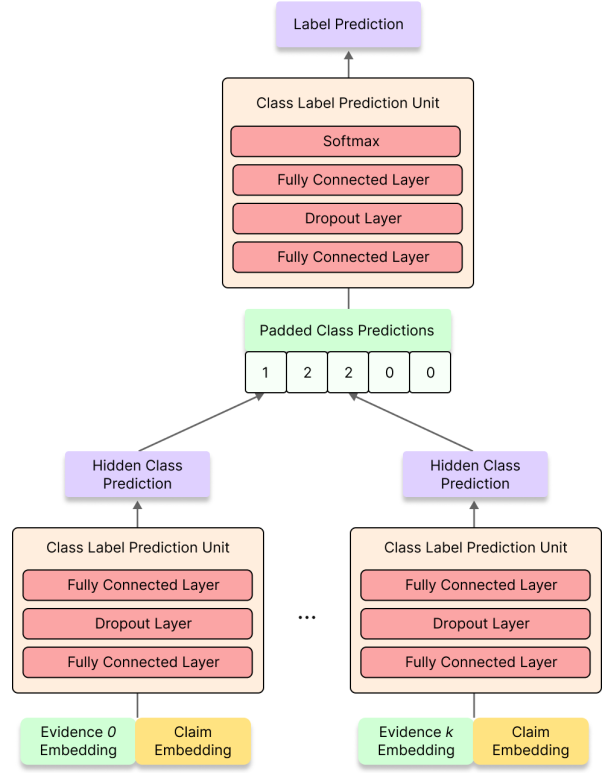 Label Prediction
Class Label Prediction Unit
Softmax
Fully Connected Layer
Dropout Layer
Fully Connected Layer
Padded Class Predictions
1 2 2 0 0
Hidden Class
Prediction
Hidden Class
Prediction
Class Label Prediction Unit
Fully Connected Layer
Dropout Layer
Fully Connected Layer
...
Class Label Prediction Unit
Fully Connected Layer
Dropout Layer
Fully Connected Layer
Evidence 0
Embedding
Claim
Embedding
Evidence k
Embedding
Claim
Embedding